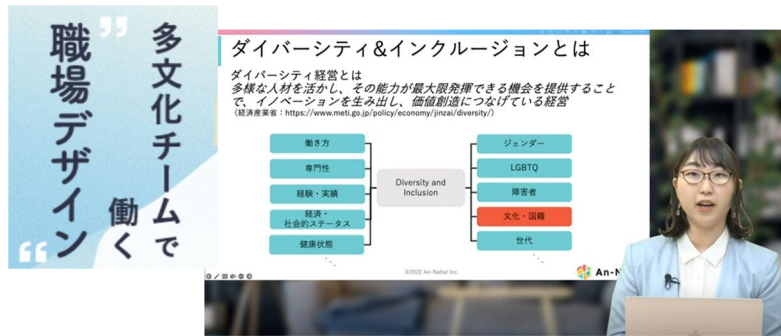 多文化チームで
働く
職場デザイン
ダイバーシティ&インクルージョンとは
ダイバーシティ経営とは
多様な人材を活かし、その能力が最大限発揮できる機会を提供すること
で、イノベーションを生み出し、価値創造につなげている経営
（経済産業省：https://www.meti.go.jp/policy/economy/jinzai/diversity/）
働き方
専門性
経験・実績
経済・
社会的ステータス
健康状態
Diversity and
Inclusion
ジェンダー
LGBTQ
障害者
文化・国籍
世代
©2022 An-Nahal Inc.
An-N